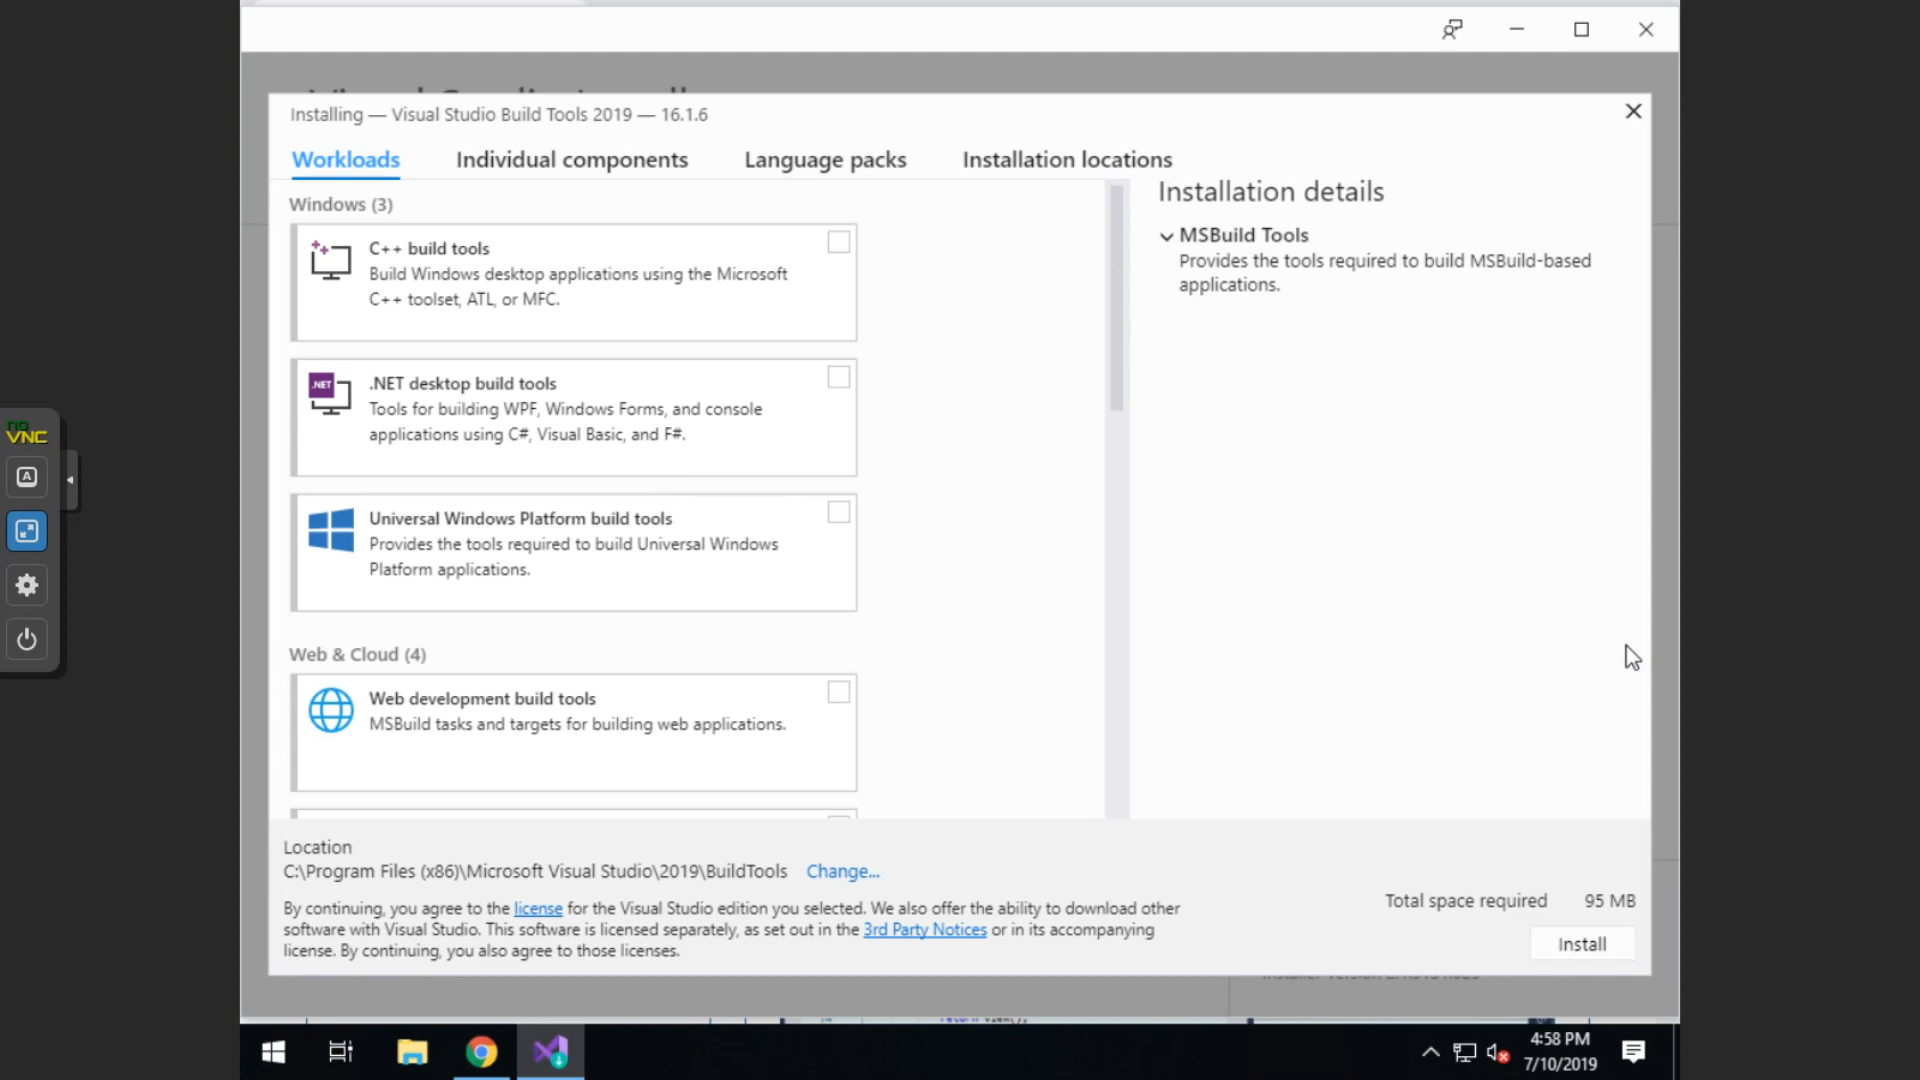 Installing — Visual Studio Build Tools 2019 — 16.1.6
Workloads
Individual components
Language packs
Installation locations
Windows (3)
C++ build tools
Build Windows desktop applications using the Microsoft
C++ toolset, ATL, or MFC.
.NET
.NET desktop build tools
Tools for building WPF, Windows Forms, and console
applications using C#, Visual Basic, and F#.
Universal Windows Platform build tools
Provides the tools required to build Universal Windows
Platform applications.
Web & Cloud (4)
Web development build tools
MSBuild tasks and targets for building web applications.
Installation details
MSBuild Tools
Provides the tools required to build MSBuild-based
applications.
Location
C:\Program Files (x86)\Microsoft Visual Studio\2019\BuildTools Change...
By continuing, you agree to the license for the Visual Studio edition you selected. We also offer the ability to download other
software with Visual Studio. This software is licensed separately, as set out in the 3rd Party Notices or in its accompanying
license. By continuing, you also agree to those licenses.
Total space required 95 MB
Install
no
VNC
A
4:58 PM
7/10/2019